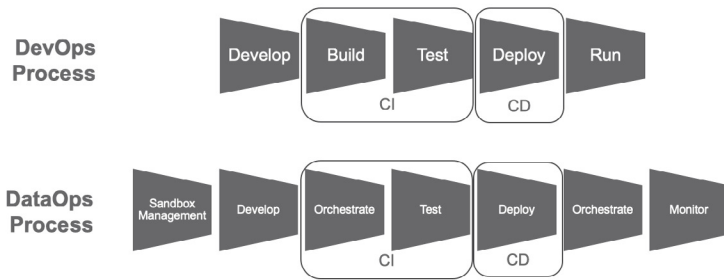 DevOps
Process
Develop
Build
Test
Deploy
Run
CI
CD
DataOps
Process
Sandbox
Management
Develop
Orchestrate
Test
Deploy
Orchestrate
Monitor
CI
CD